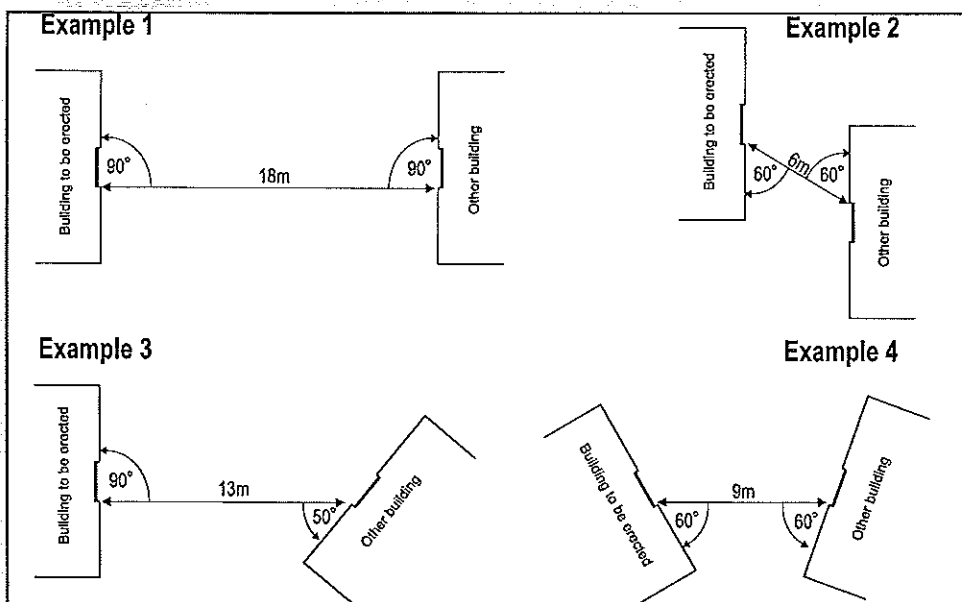 Example 1
Building to be erected
90°
18m
90°
Other building
Example 2
Building to be erected
60°
6m
60°
Other building
Example 3
Building to be erected
90°
13m
50°
Other building
Example 4
Building to be erected
60°
9m
60°
Other building